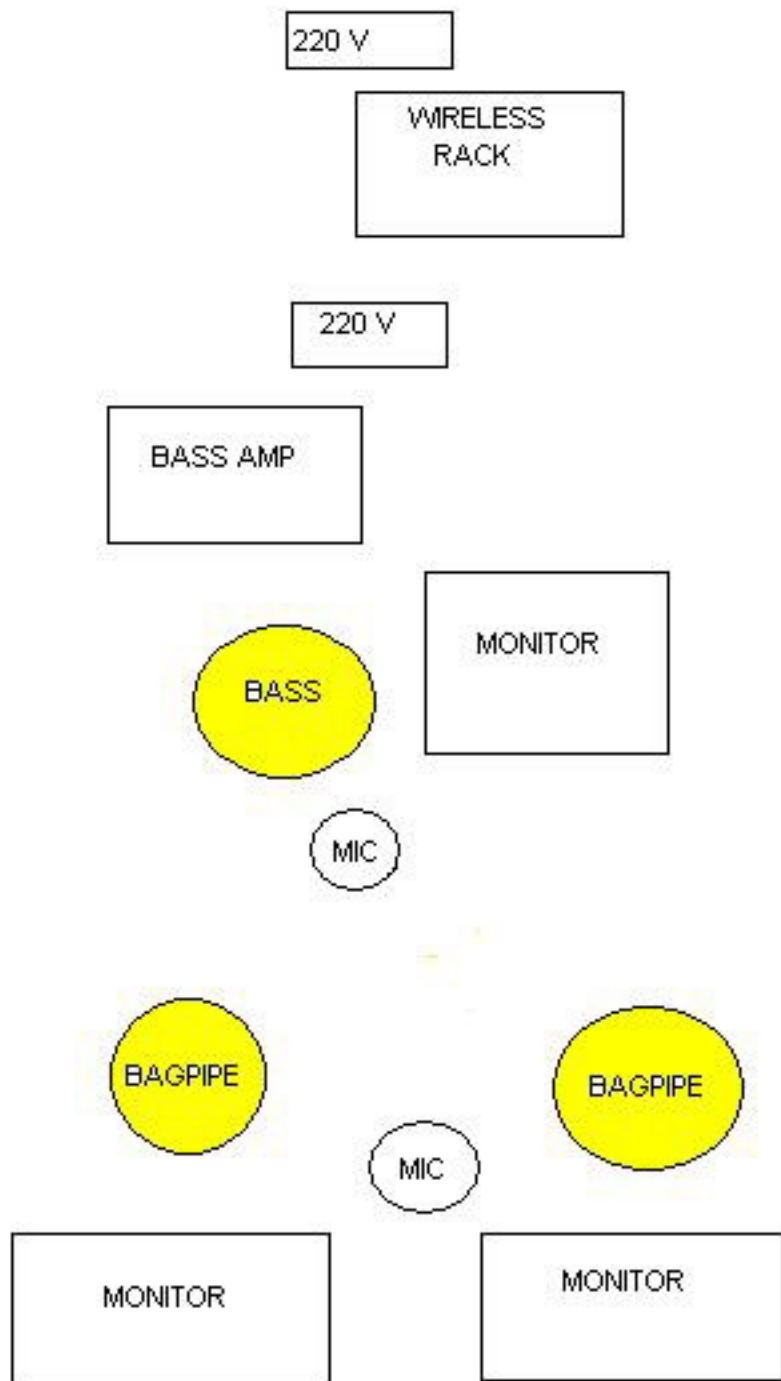 220 V
WIRELESS
RACK
220 V
BASS AMP
MONITOR
BASS
MIC
BAGPIPE
BAGPIPE
MIC
MONITOR
MONITOR